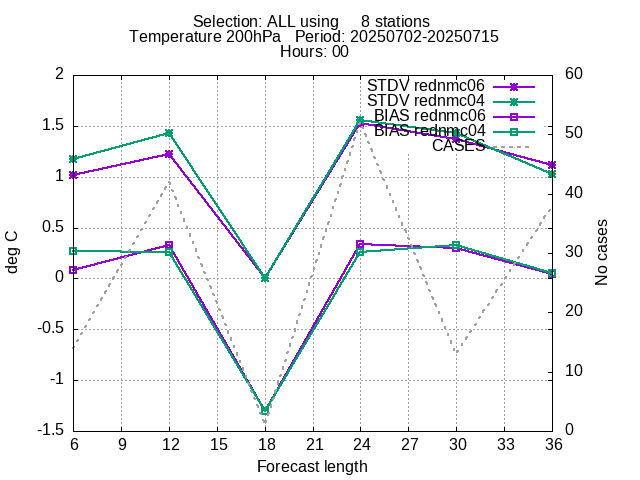 Selection: ALL using     8 stations
Temperature 200hPa   Period: 20250702-20250715
Hours: 00
STDV rednmc06
STDV rednmc04
BIAS rednmc06
BIAS rednmc04
CASES
2
1.5
1
0.5
0
-0.5
-1
-1.5
deg C
60
50
40
30
20
10
0
No cases
6 9 12 15 18 21 24 27 30 33 36
Forecast length